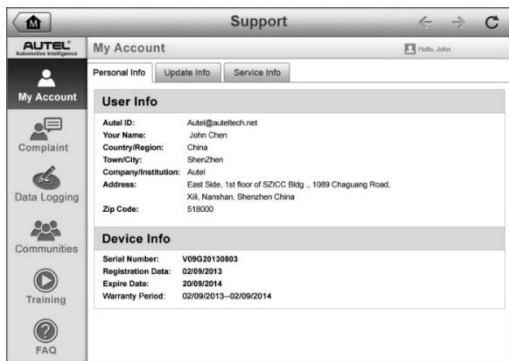 M
Support
AUTEL
Automotive Intelligence
My Account
Hello, John
Personal Info
Update Info
Service Info
My Account
Complaint
Data Logging
Communities
Training
FAQ
User Info
Autel ID: Autel@auteltech.net
Your Name: John Chen
Country/Region: China
Town/City: ShenZhen
Company/Institution: Autel
Address: East Side, 1st floor of SZICC Bldg ., 1089 Chaguang Road,
Xili, Nanshan, Shenzhen China
Zip Code: 518000
Device Info
Serial Number: V09G20130803
Registration Data: 02/09/2013
Expire Date: 20/09/2014
Warranty Period: 02/09/2013--02/09/2014